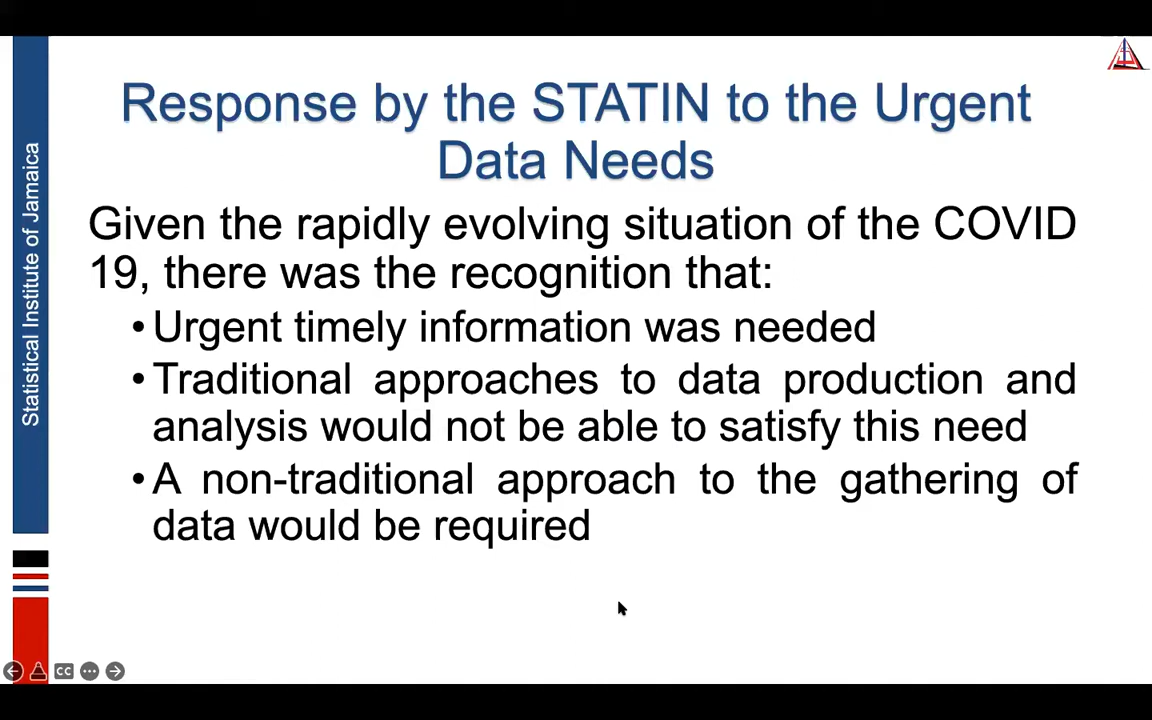 Response by the STATIN to the Urgent
Data Needs
Given the rapidly evolving situation of the COVID
19, there was the recognition that:
•Urgent timely information was needed
•Traditional approaches to data production and
analysis would not be able to satisfy this need
•A non-traditional approach to the gathering of
data would be required
Statistical Institute of Jamaica
CC